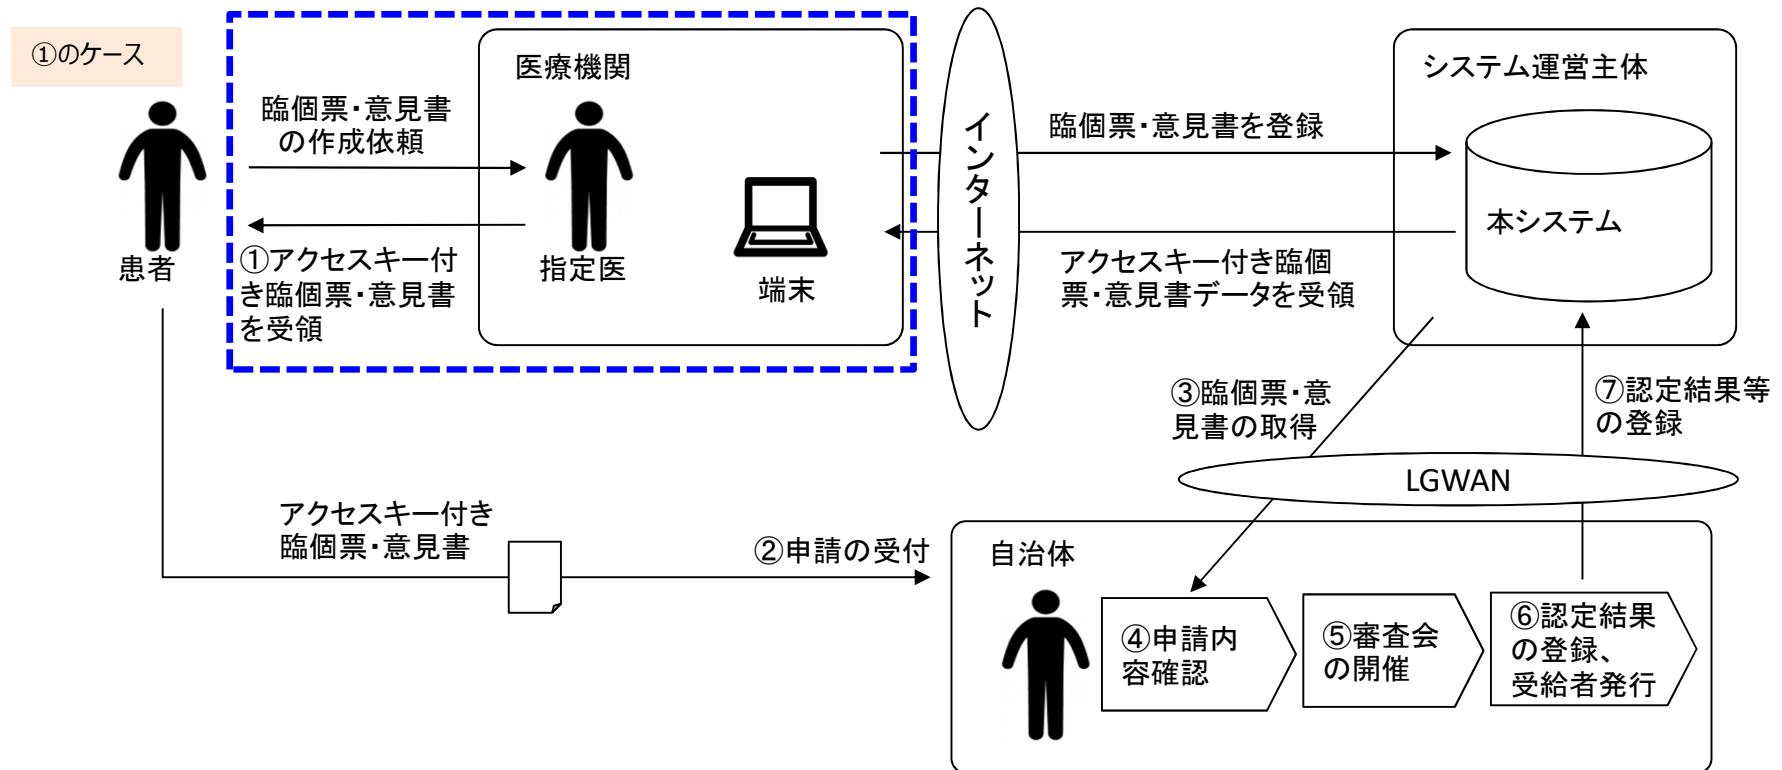 ①のケース
臨個票・意見書
の作成依頼
患者
①アクセスキー付
き臨個票・意見書
を受領
医療機関
指定医
端末
インターネット
臨個票・意見書を登録
アクセスキー付き臨個
票・意見書データを受領
システム運営主体
本システム
③臨個票・意
見書の取得
⑦認定結果等
の登録
LGWAN
アクセスキー付き
臨個票・意見書
②申請の受付
自治体
④申請内
容確認
⑤審査会
の開催
⑥認定結果
の登録、
受給者発行